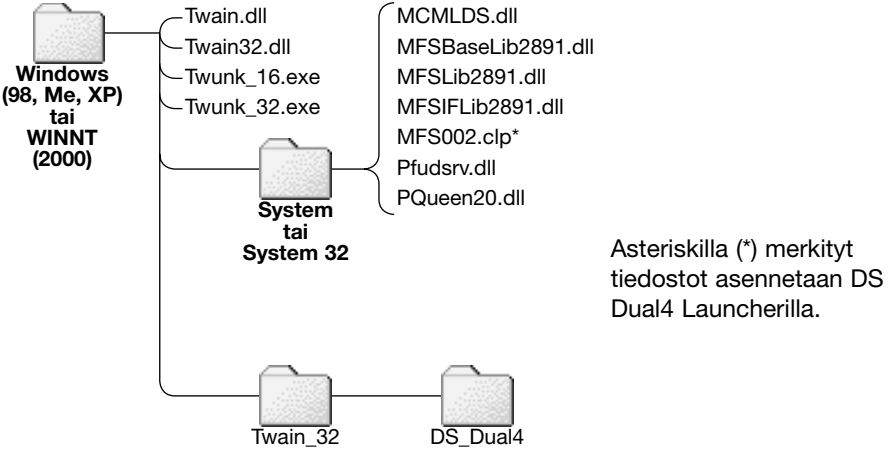 Windows
(98, Me, XP)
tai
WINNT
(2000)
Twain.dll
Twain32.dll
Twunk_16.exe
Twunk_32.exe
System
tai
System 32
MCMLDS.dll
MFSBaseLib2891.dll
MFSLib2891.dll
MFSIFLib2891.dll
MFS002.clp*
Pfudsrv.dll
PQueen20.dll
Asteriskilla (*) merkityt
tiedostot asennetaan DS
Dual4 Launcherilla.
Twain_32
DS_Dual4